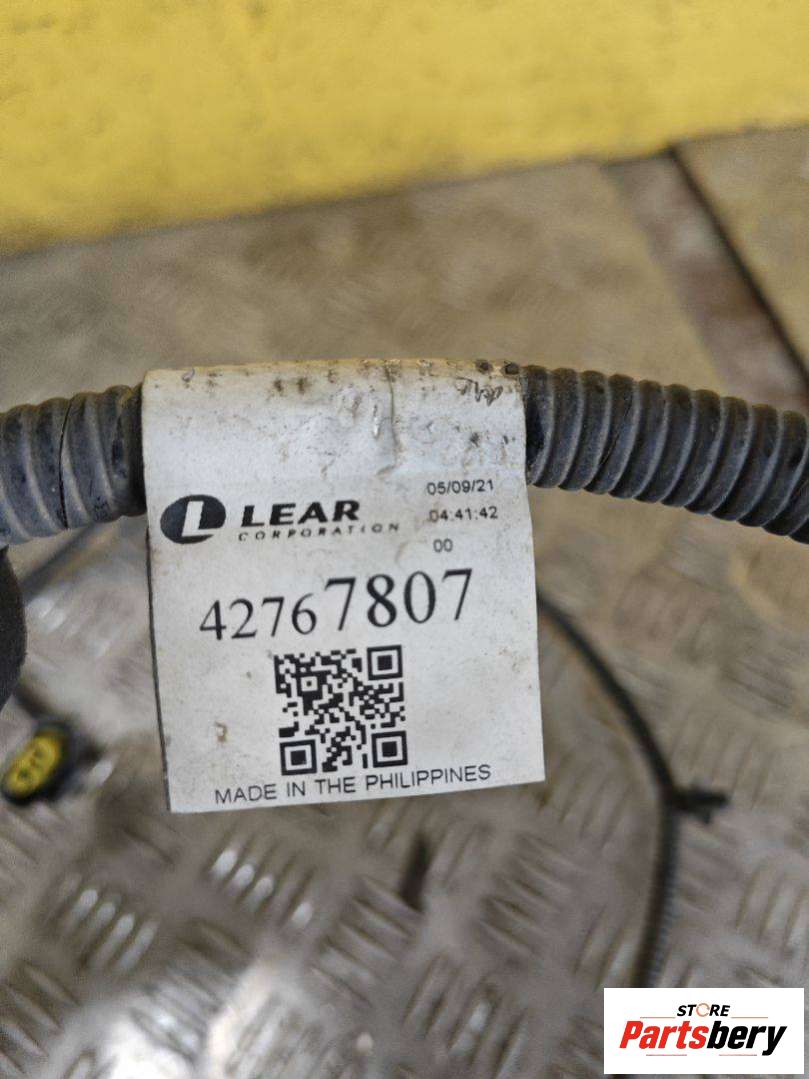 LEAR
CORPORATION
05/09/21
04:41:42
00
42767807
MADE IN THE PHILIPPINES
STORE
Partsbery